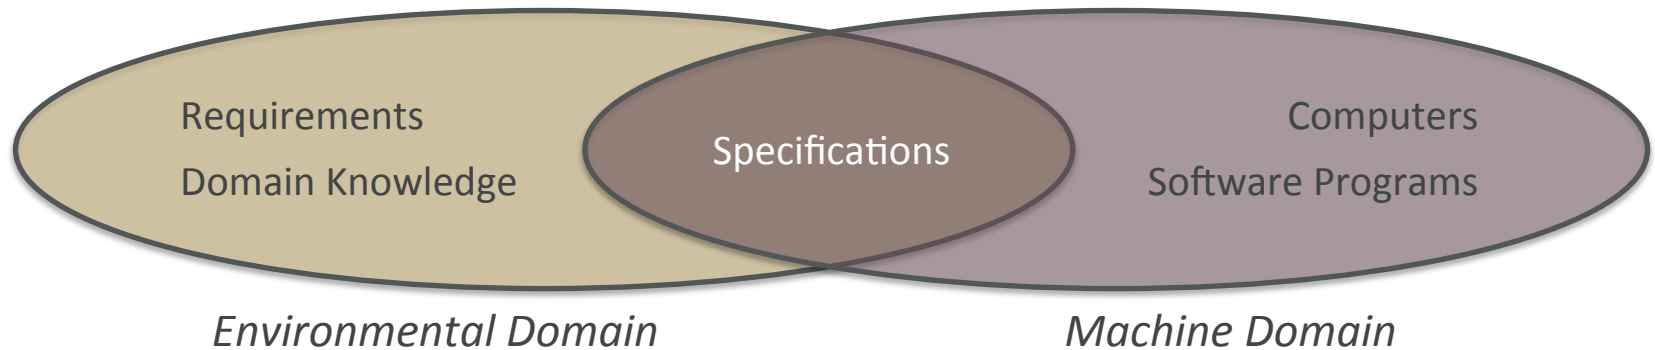 Requirements
Domain Knowledge
Specifications
Computers
Software Programs
Environmental Domain
Machine Domain